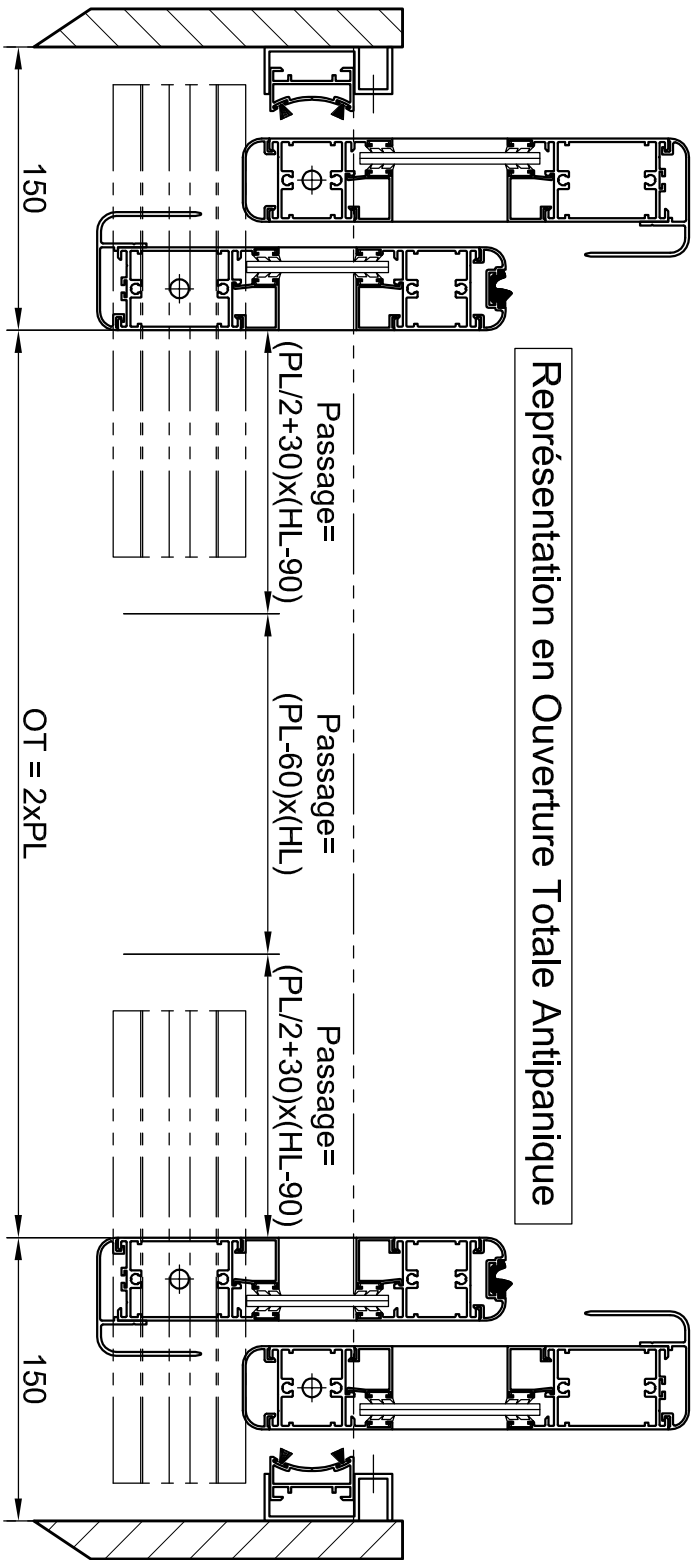 Représentation en Ouverture Totale Antipanique
Passage=
(PL/2+30)x(HL-90)
Passage=
(PL-60)x(HL)
Passage=
(PL/2+30)x(HL-90)
150
OT = 2xPL
150